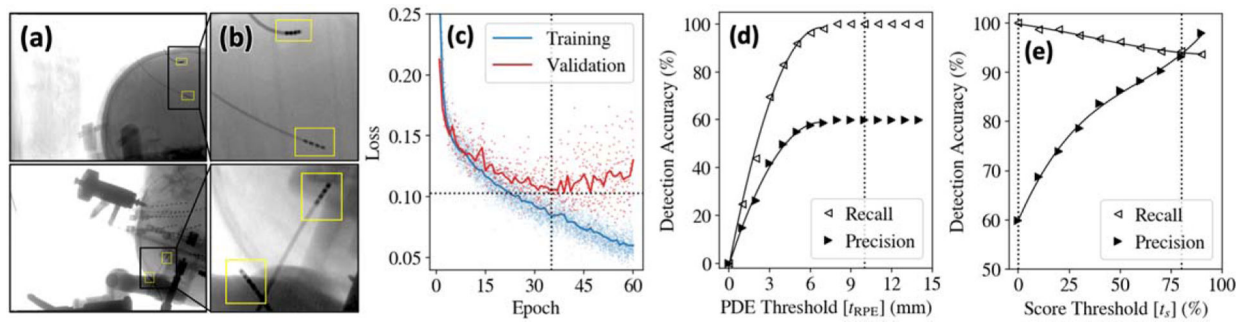 (a)
(b)
(c)
Loss
0.25
0.20
0.15
0.10
0.05
Training
Validation
0 15 30 45 60
Epoch
(d)
Detection Accuracy (%)
100
80
60
40
20
0
Recall
Precision
0 3 6 9 12 15
PDE Threshold [tRPE] (mm)
(e)
Detection Accuracy (%)
100
90
80
70
60
50
Recall
Precision
0 25 50 75 100
Score Threshold [ts] (%)